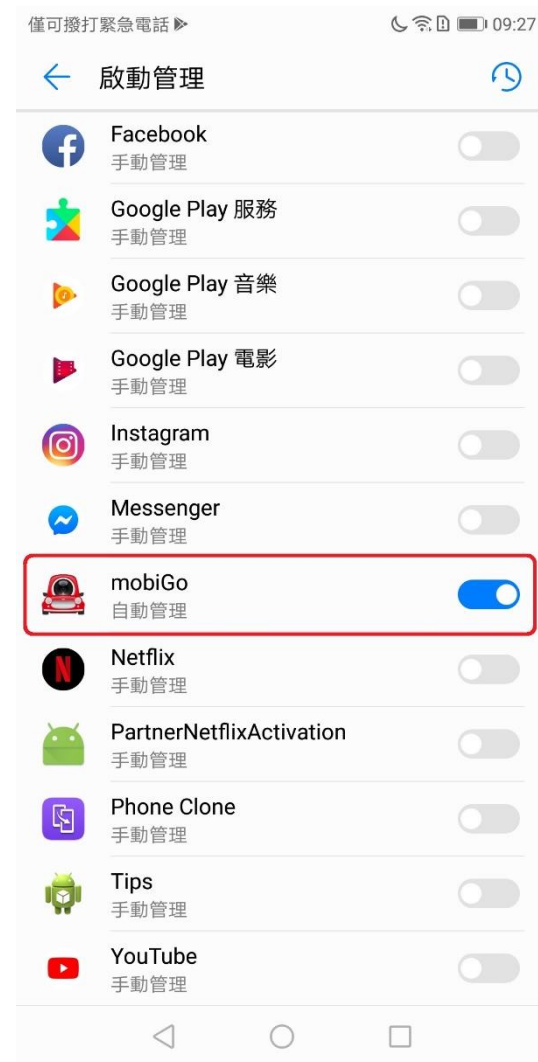 僅可撥打緊急電話
09:27
啟動管理
Facebook
手動管理
Google Play 服務
手動管理
Google Play 音樂
手動管理
Google Play 電影
手動管理
Instagram
手動管理
Messenger
手動管理
mobiGo
自動管理
Netflix
手動管理
PartnerNetflixActivation
手動管理
Phone Clone
手動管理
Tips
手動管理
YouTube
手動管理